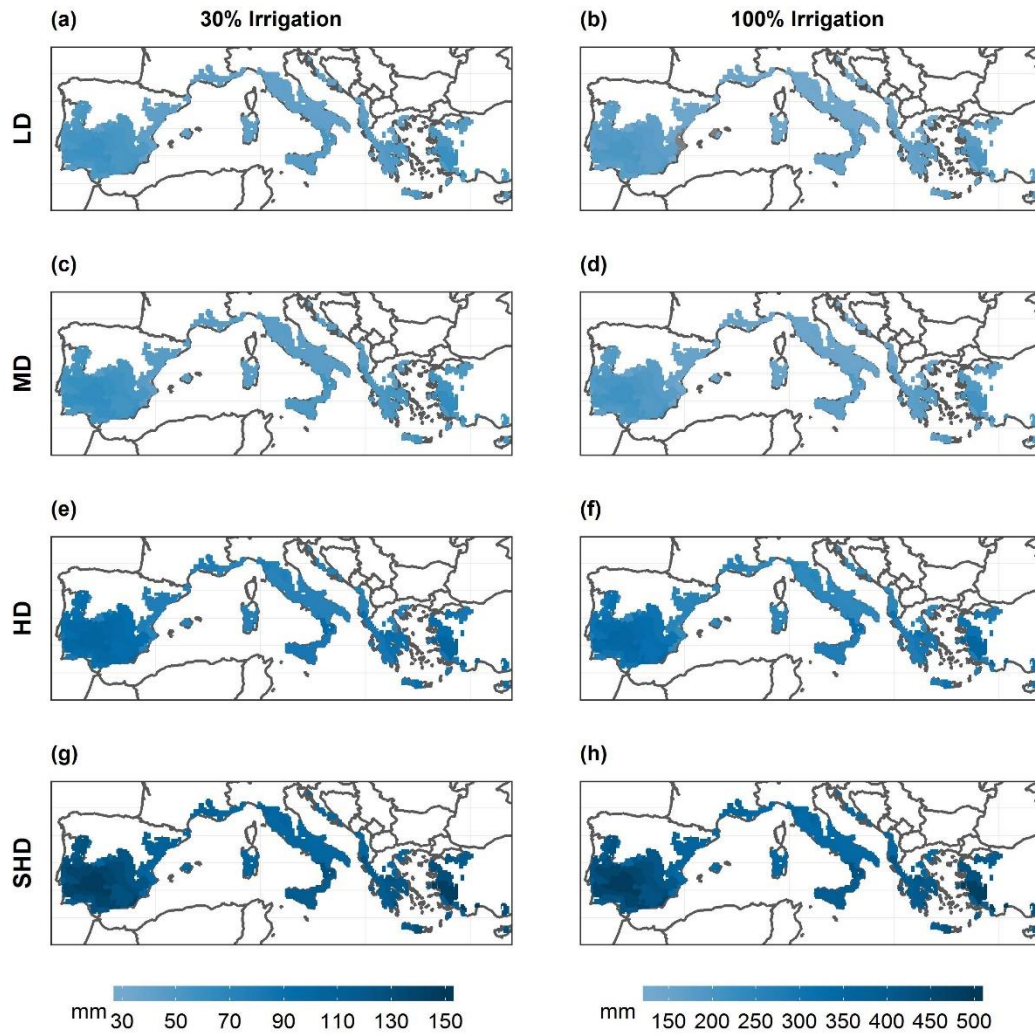 (a) 30% Irrigation (b) 100% Irrigation
LD
(c) (d)
MD
(e) (f)
HD
(g) (h)
SHD
mm 30 50 70 90 110 130 150
mm 150 200 250 300 350 400 450 500